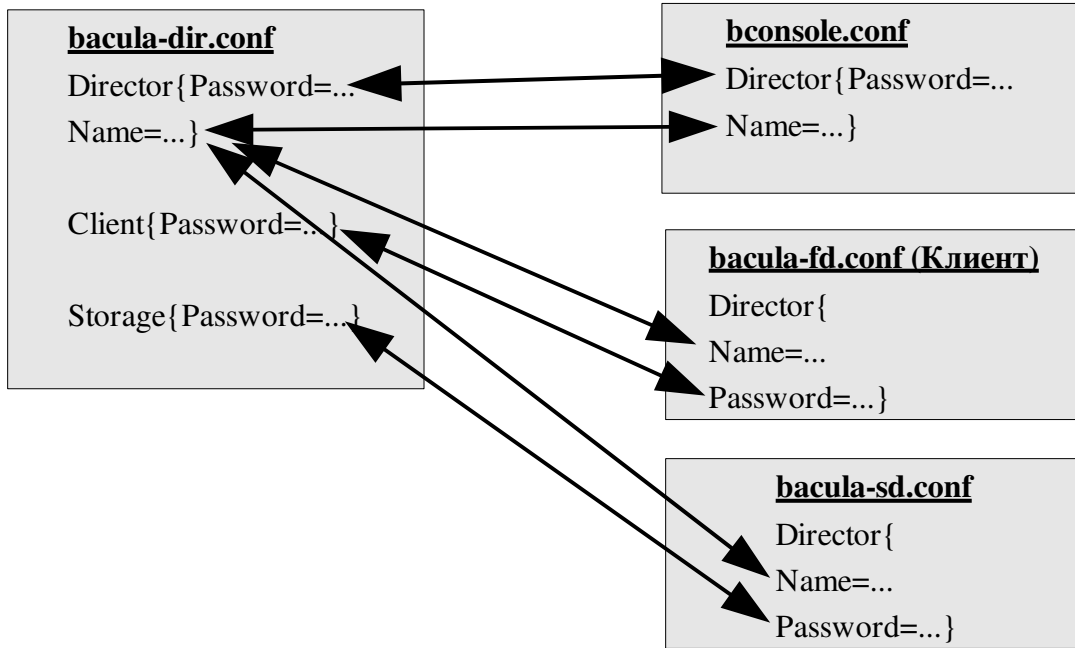 bacula-dir.conf
Director{Password=...
Name=...}
Client{Password=...}
Storage{Password=...}
bconsole.conf
Director{Password=...
Name=...}
bacula-fd.conf (Клиент)
Director{
Name=...
Password=...}
bacula-sd.conf
Director{
Name=...
Password=...}